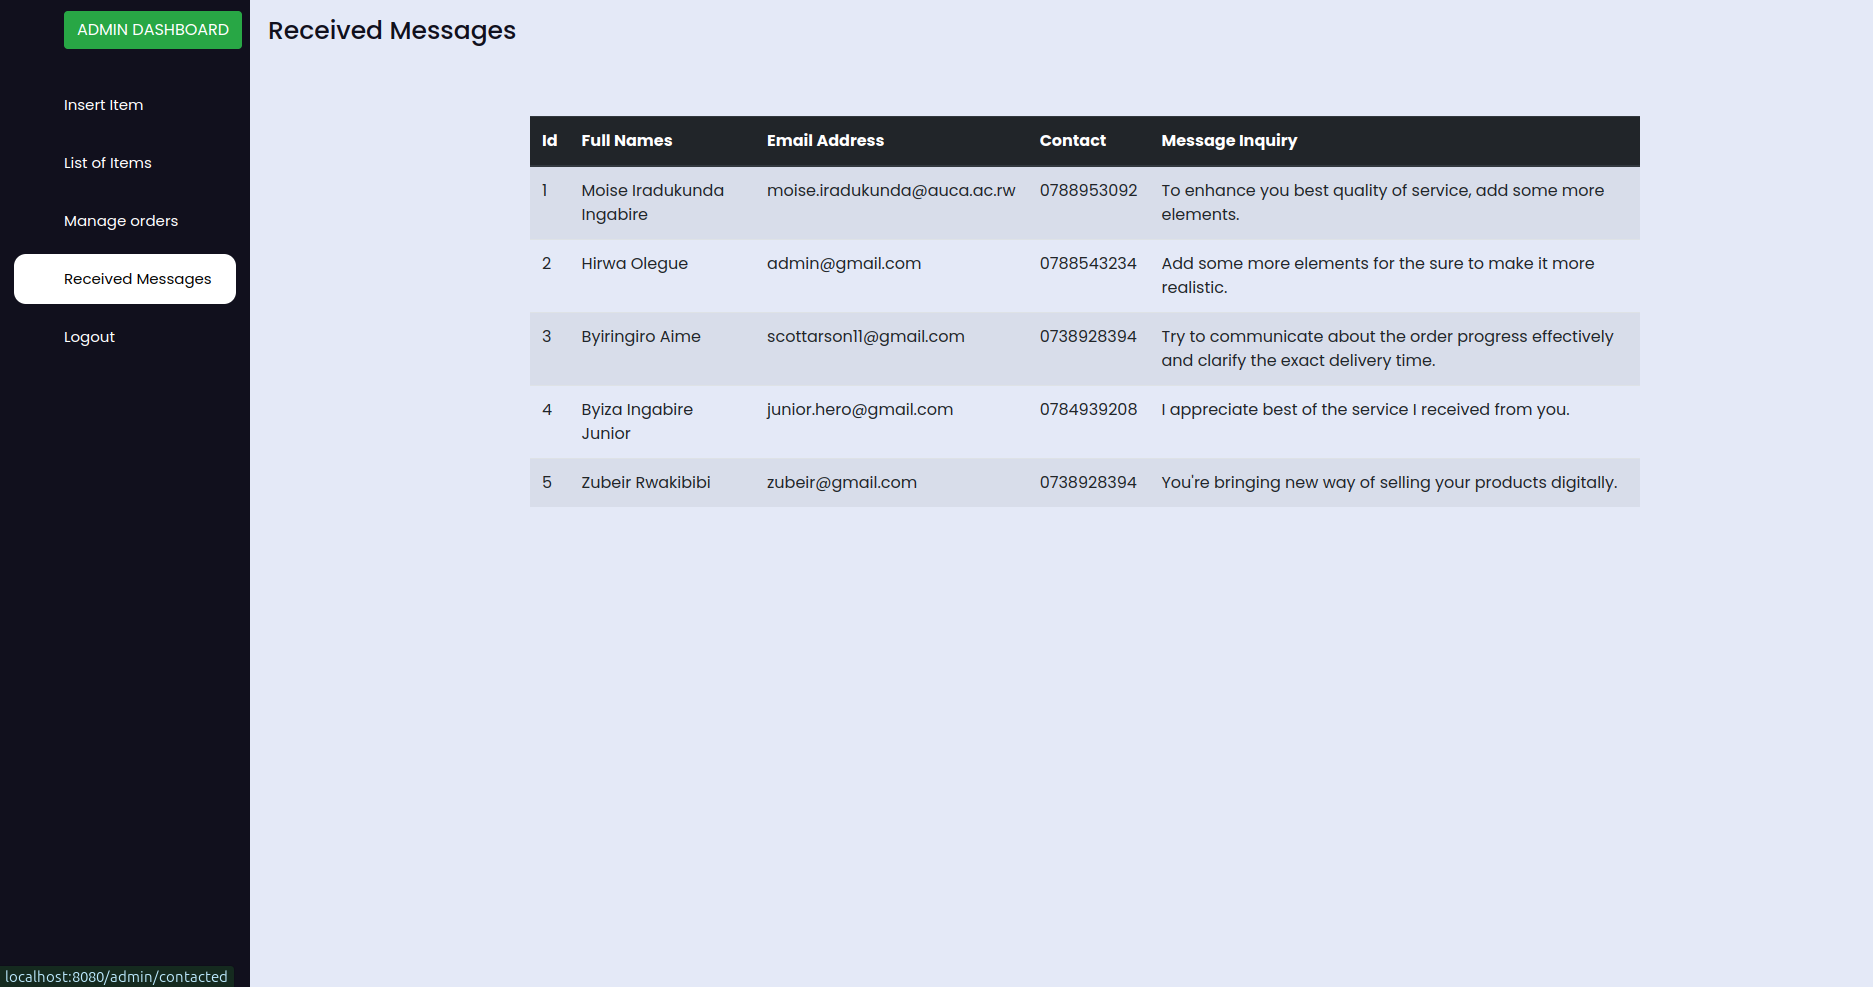 ADMIN DASHBOARD
Insert Item
List of Items
Manage orders
Received Messages
Logout
Received Messages
Id Full Names Email Address Contact Message Inquiry
1 Moise Iradukunda moise.iradukunda@auca.ac.rw 0788953092 To enhance you best quality of service, add some more
Ingabire elements.
2 Hirwa Olegue admin@gmail.com 0788543234 Add some more elements for the sure to make it more
realistic.
3 Byiringiro Aime scottarson11@gmail.com 0738928394 Try to communicate about the order progress effectively
and clarify the exact delivery time.
4 Byiza Ingabire junior.hero@gmail.com 0784939208 I appreciate best of the service I received from you.
Junior
5 Zubeir Rwakibibi zubeir@gmail.com 0738928394 You're bringing new way of selling your products digitally.
localhost:8080/admin/contacted